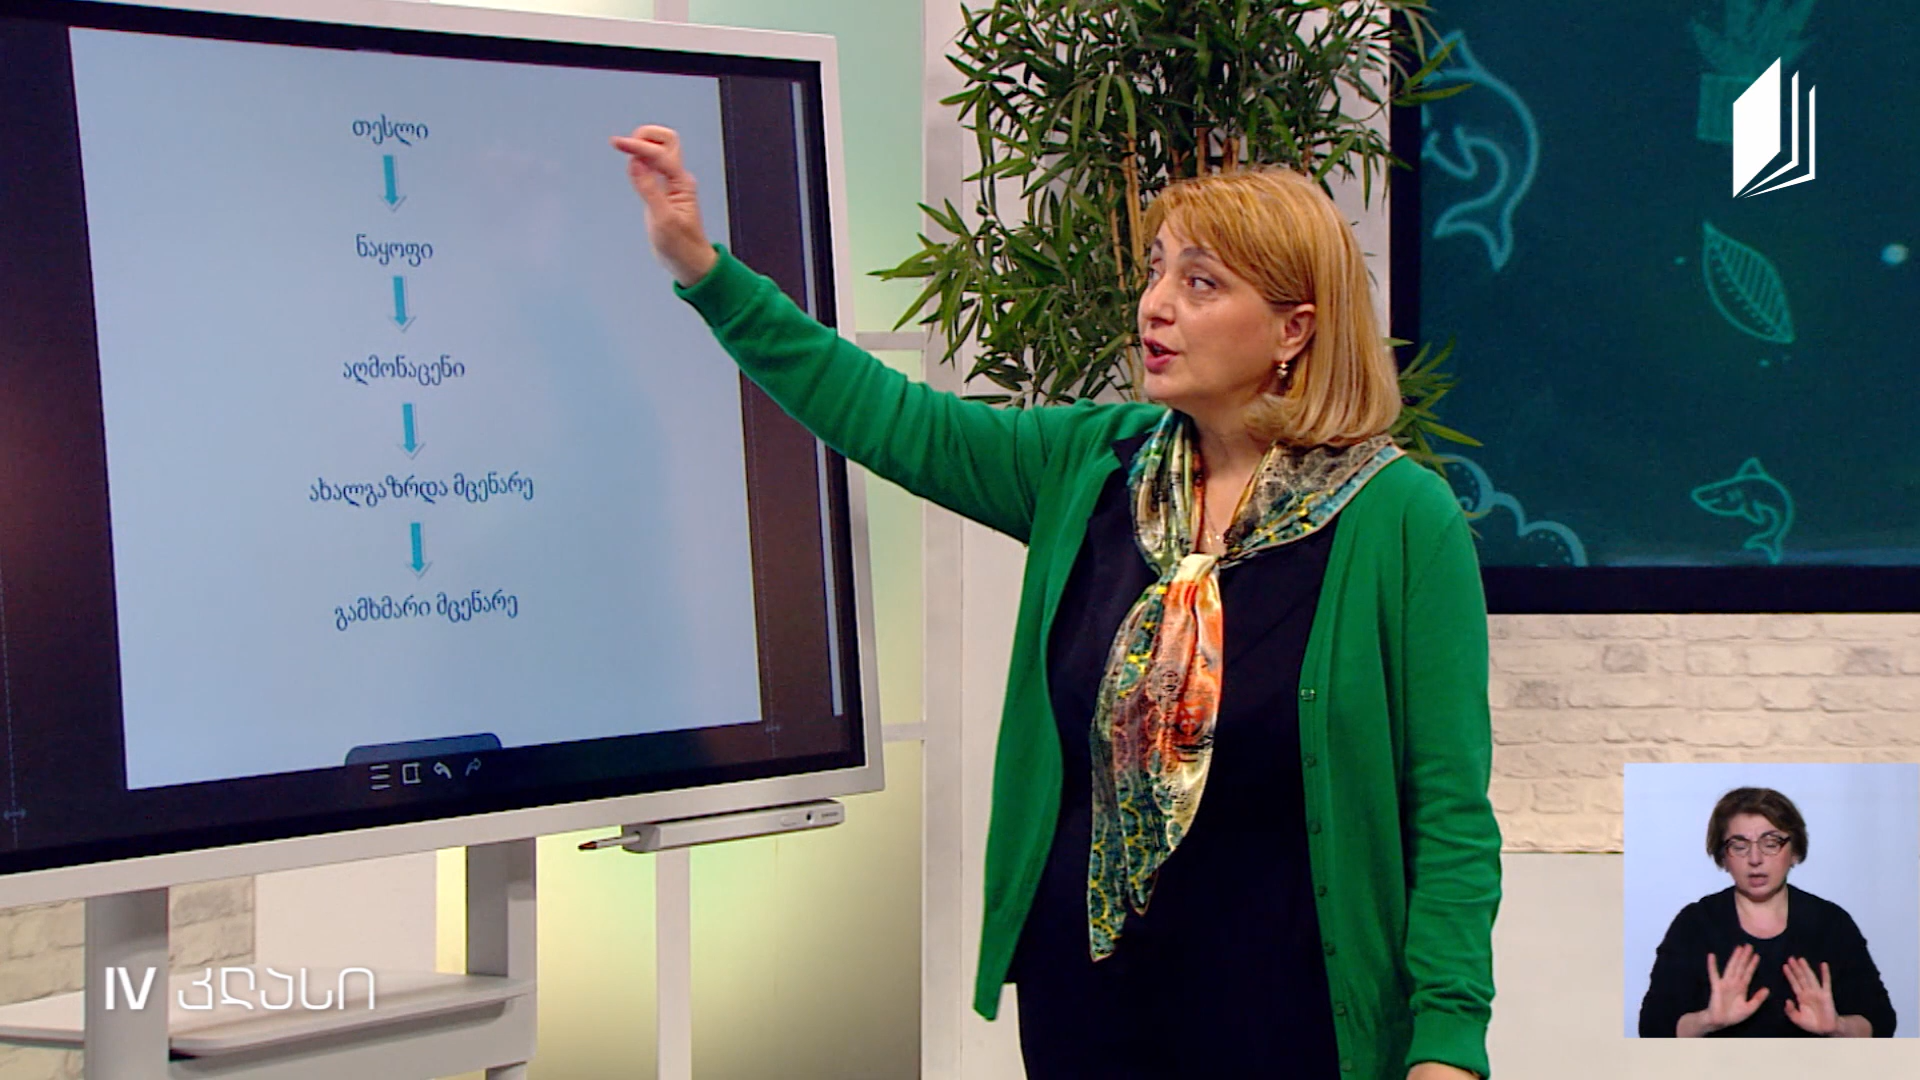 თესლი
ნაყოფი
აღმონაცენი
ახალგაზრდა მცენარე
გამხმარი მცენარე
IV კლასი